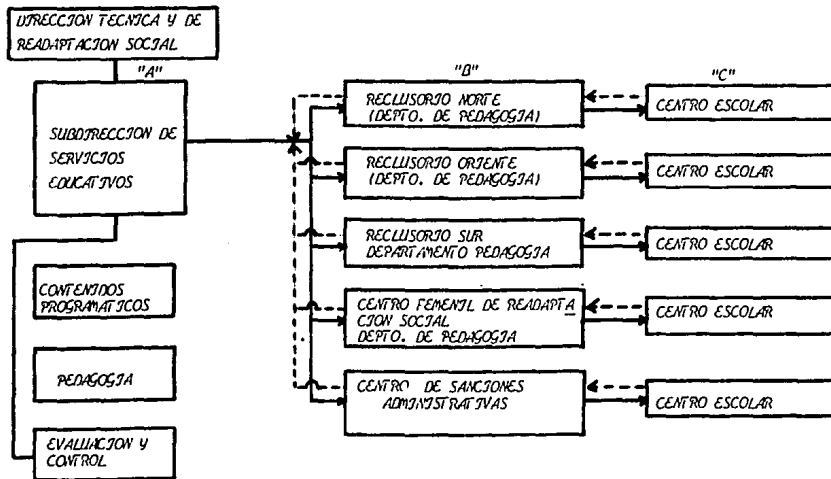 DIRECCION TECNICA Y DE
READAPTACION SOCIAL
"A"
SUBDIRECCION DE
SERVICIOS
EDUCATIVOS
CONTENIDOS
PROGRAMATICOS
PEDAGOGIA
EVALUACION Y
CONTROL
"B"
RECLUSORIO NORTE
(DEPTO. DE PEDAGOGIA)
RECLUSORIO ORIENTE
(DEPTO. DE PEDAGOGIA)
RECLUSORIO SUR
DEPARTAMENTO PEDAGOGIA
CENTRO FEMENIL DE READAPTA
CION SOCIAL
DEPTO. DE PEDAGOGIA
CENTRO DE SANCIONES
ADMINISTRATIVAS
"C"
CENTRO ESCOLAR
CENTRO ESCOLAR
CENTRO ESCOLAR
CENTRO ESCOLAR
CENTRO ESCOLAR